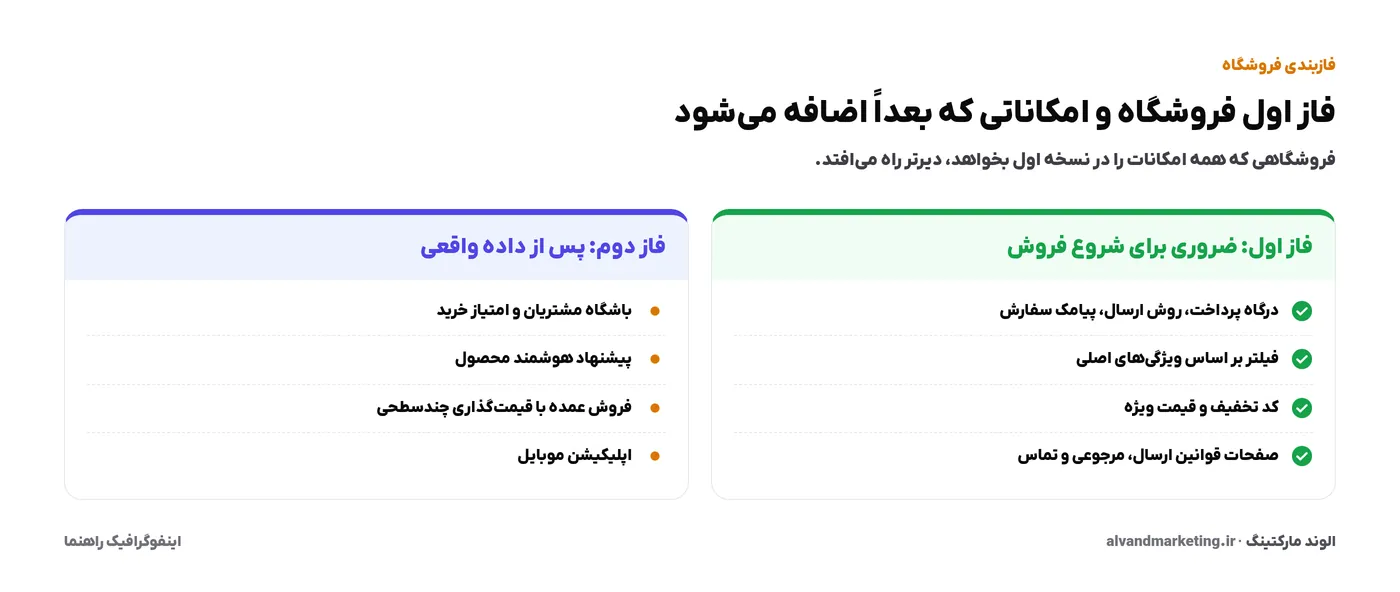 فازبندی فروشگاه
فاز اول فروشگاه و امکاناتی که بعداً اضافه می‌شود
فروشگاهی که همه امکانات را در نسخه اول بخواهد، دیرتر راه می‌افتد.
فاز اول: ضروری برای شروع فروش
درگاه پرداخت، روش ارسال، پیامک سفارش
فیلتر بر اساس ویژگی‌های اصلی
کد تخفیف و قیمت ویژه
صفحات قوانین ارسال، مرجوعی و تماس
فاز دوم: پس از داده واقعی
باشگاه مشتریان و امتیاز خرید
پیشنهاد هوشمند محصول
فروش عمده با قیمت‌گذاری چندسطحی
اپلیکیشن موبایل
الوند مارکتینگ · alvandmarketing.ir
اینفوگرافیک راهنما